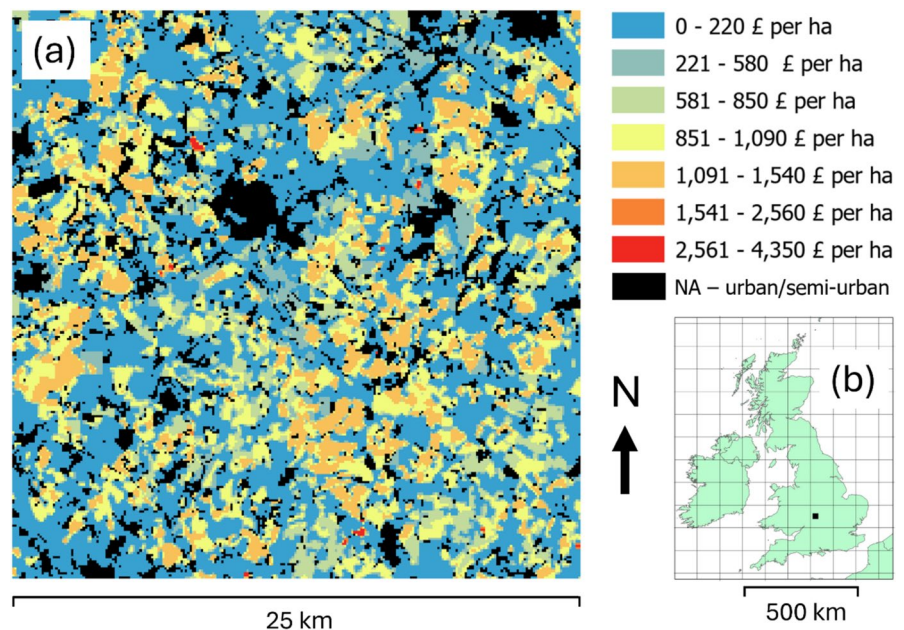 (a)
0 - 220 £ per ha
221 - 580 £ per ha
581 - 850 £ per ha
851 - 1,090 £ per ha
1,091 - 1,540 £ per ha
1,541 - 2,560 £ per ha
2,561 - 4,350 £ per ha
NA – urban/semi-urban
(b)
N
25 km
500 km